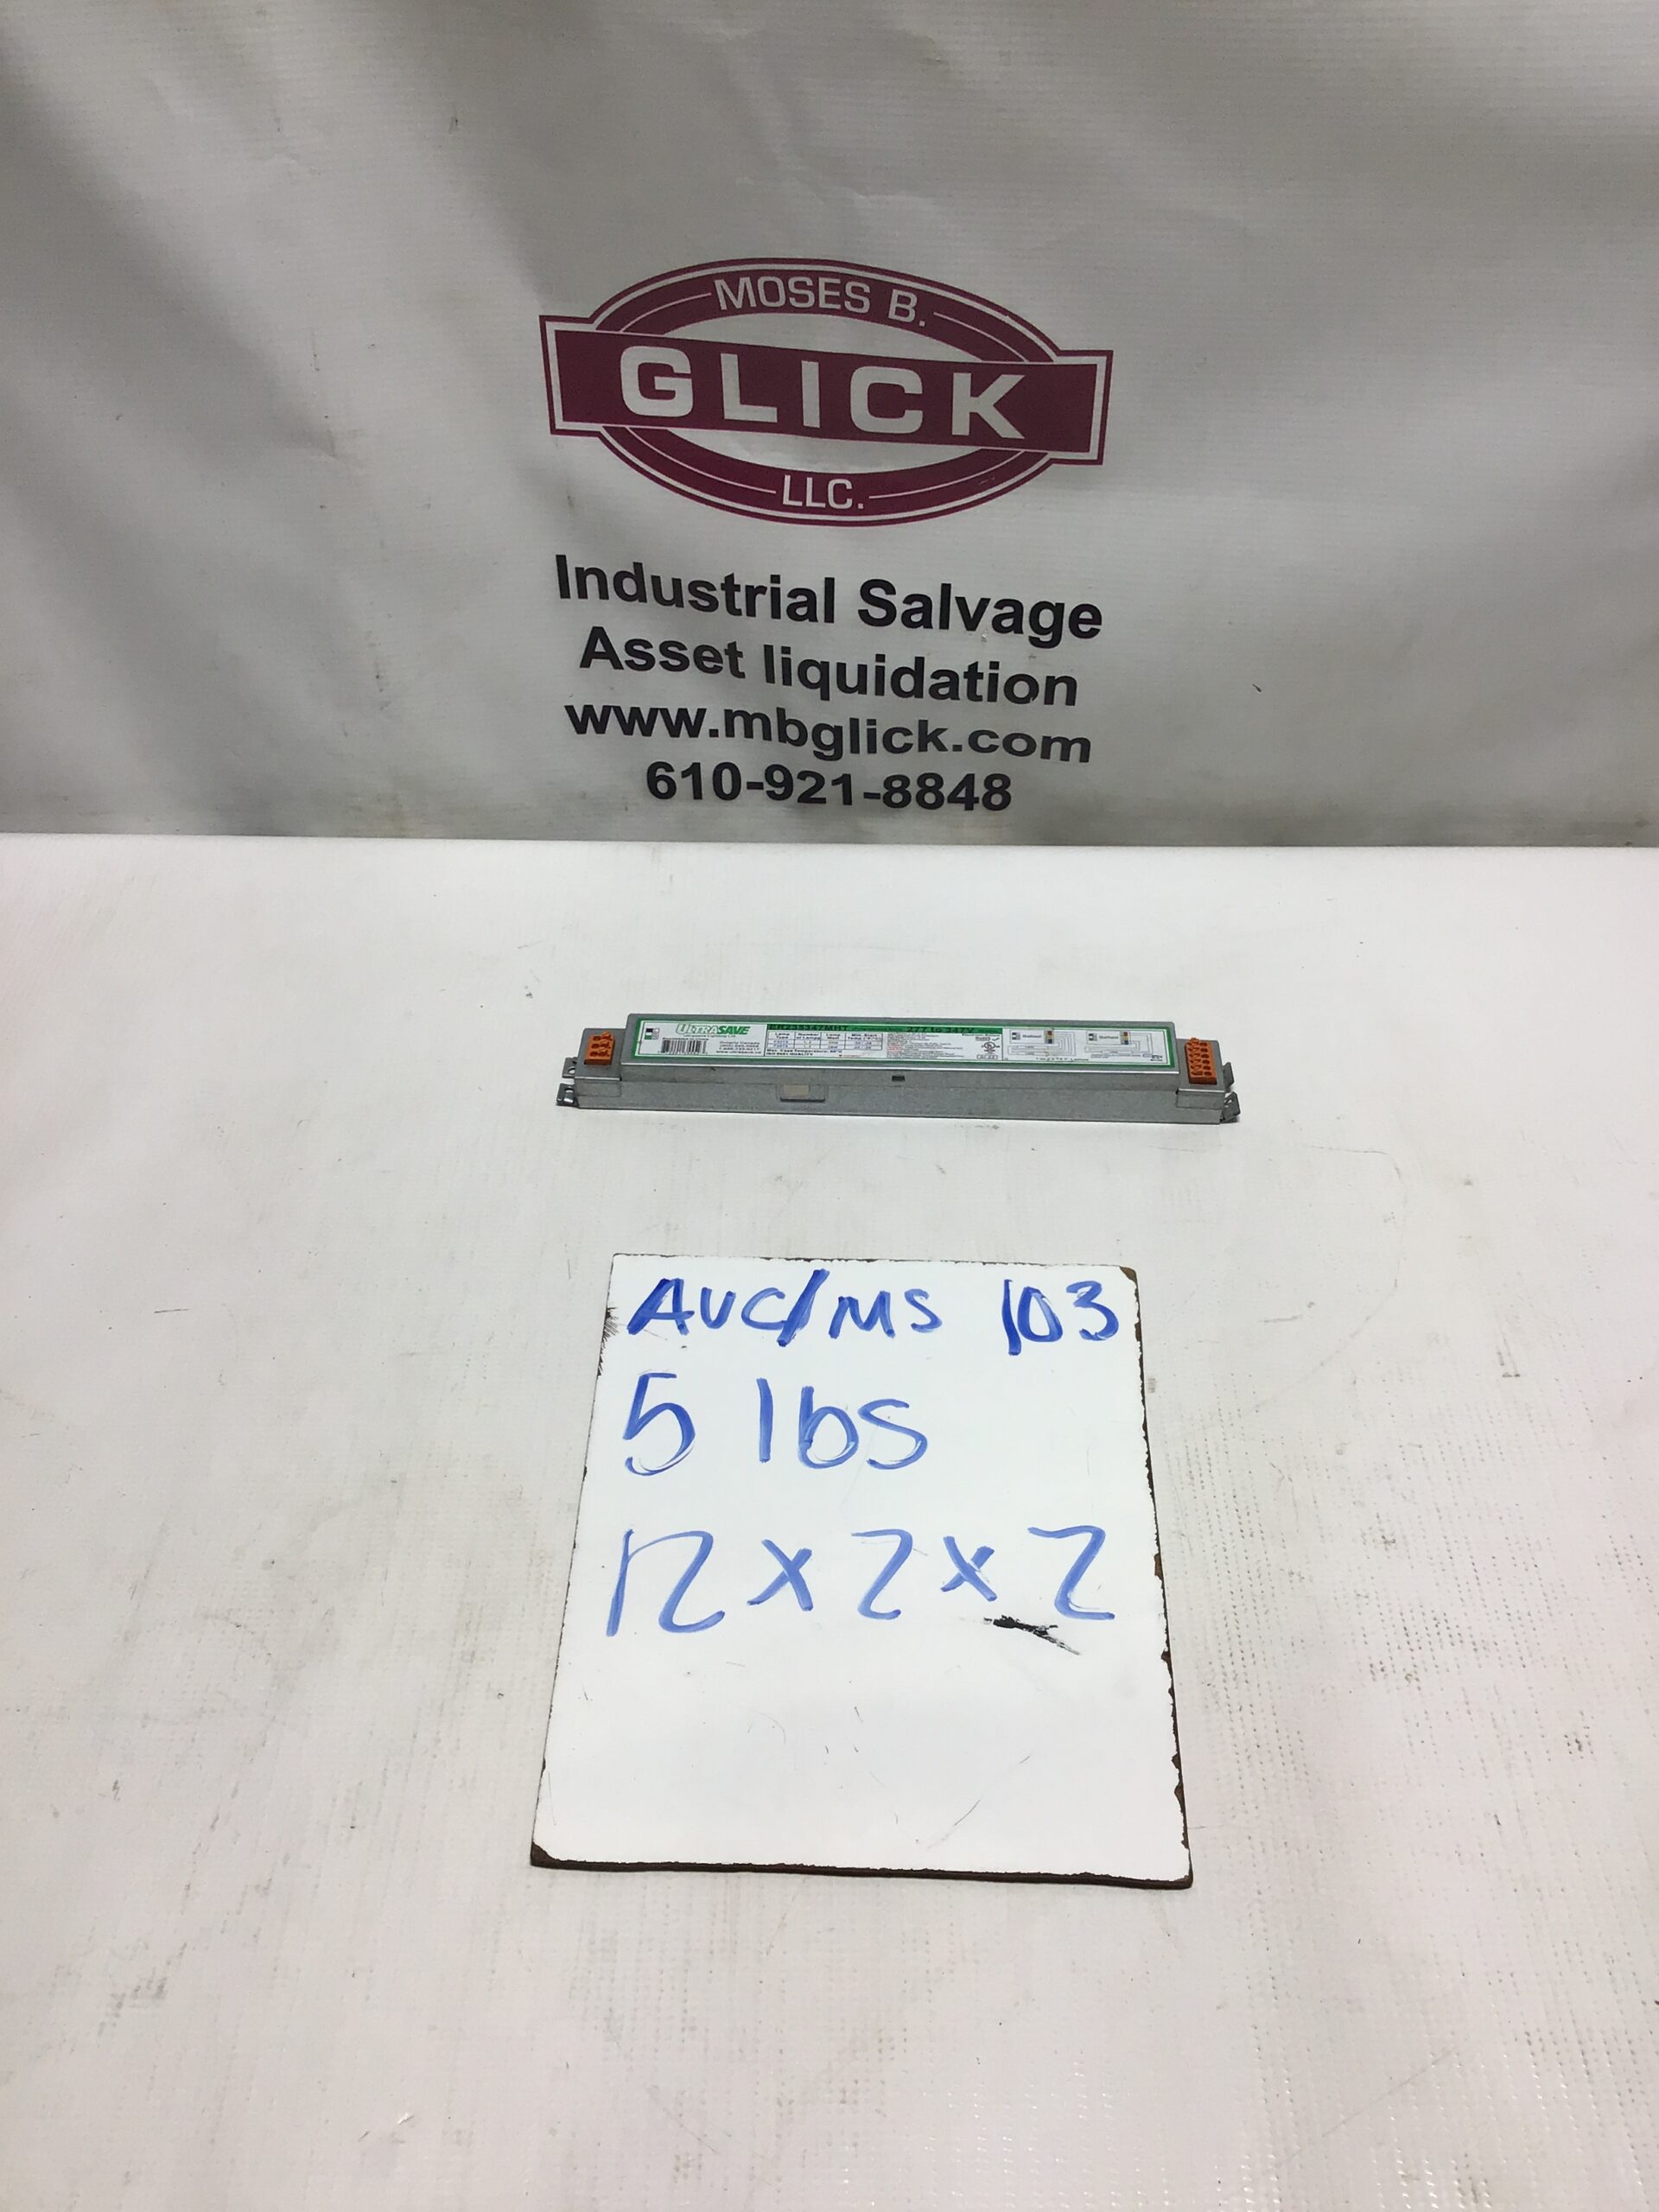 MOSES B.
GLICK
LLC.
Industrial Salvage
Asset liquidation
www.mbglick.com
610-921-8848
ULTRASAVE
AUC/MS 103
5 lbs
12 x 2 x 2